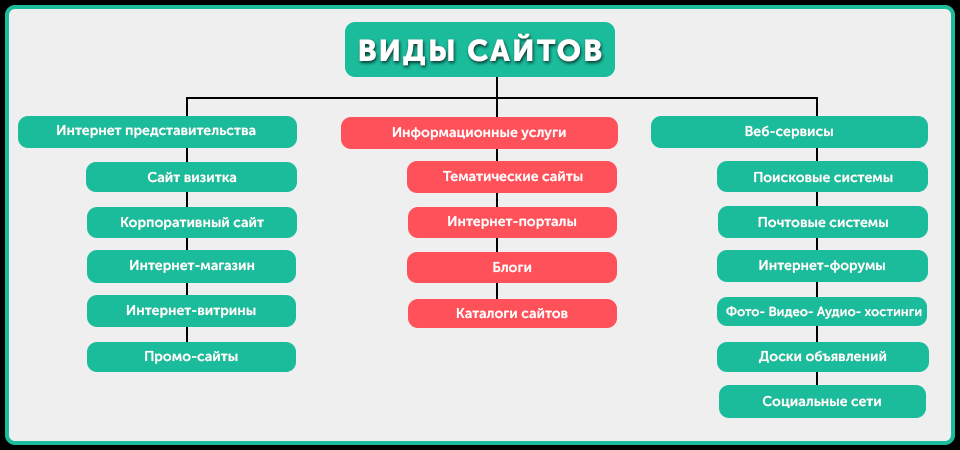 ВИДЫ САЙТОВ
Интернет представительства
Сайт визитка
Корпоративный сайт
Интернет-магазин
Интернет-витрины
Промо-сайты
Информационные услуги
Тематические сайты
Интернет-порталы
Блоги
Каталоги сайтов
Веб-сервисы
Поисковые системы
Почтовые системы
Интернет-форумы
Фото- Видео- Аудио- хостинги
Доски объявлений
Социальные сети